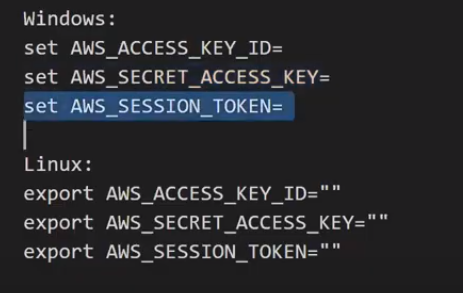 Windows:
set AWS_ACCESS_KEY_ID=
set AWS_SECRET_ACCESS_KEY=
set AWS_SESSION_TOKEN=
Linux:
export AWS_ACCESS_KEY_ID=""
export AWS_SECRET_ACCESS_KEY=""
export AWS_SESSION_TOKEN=""